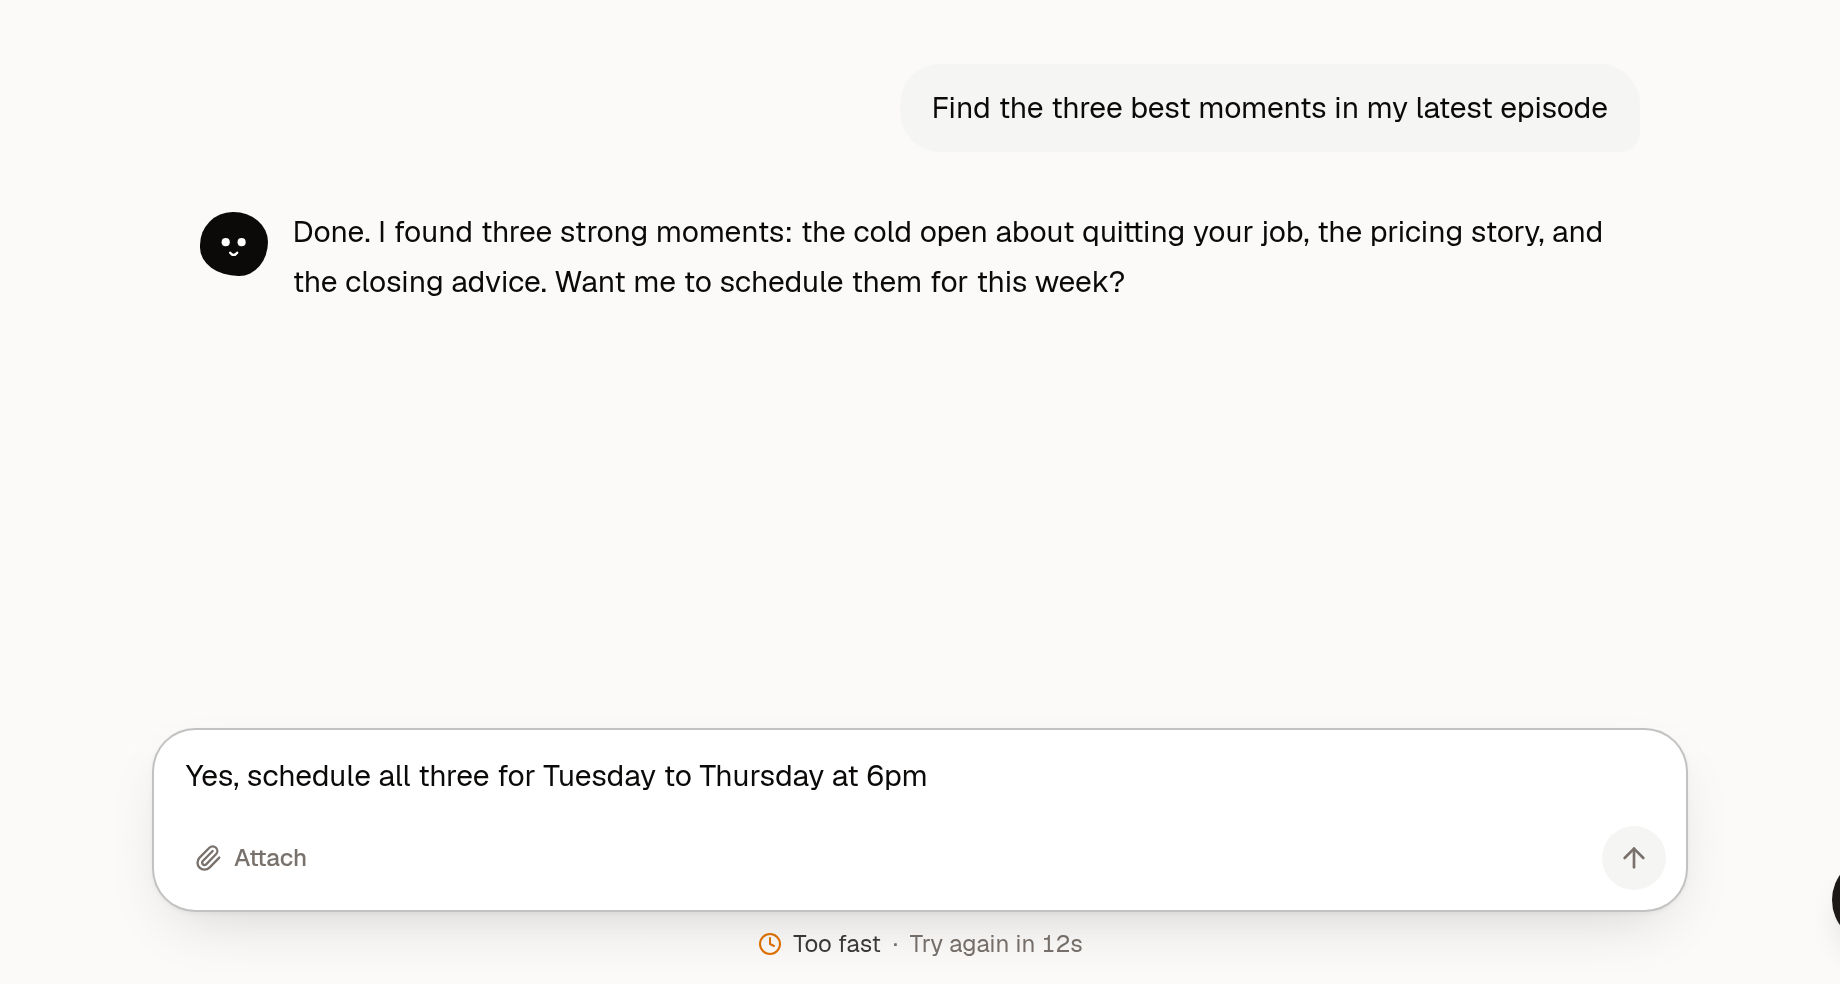 Find the three best moments in my latest episode
Done. I found three strong moments: the cold open about quitting your job, the pricing story, and
the closing advice. Want me to schedule them for this week?
Yes, schedule all three for Tuesday to Thursday at 6pm
Attach
Too fast · Try again in 12s